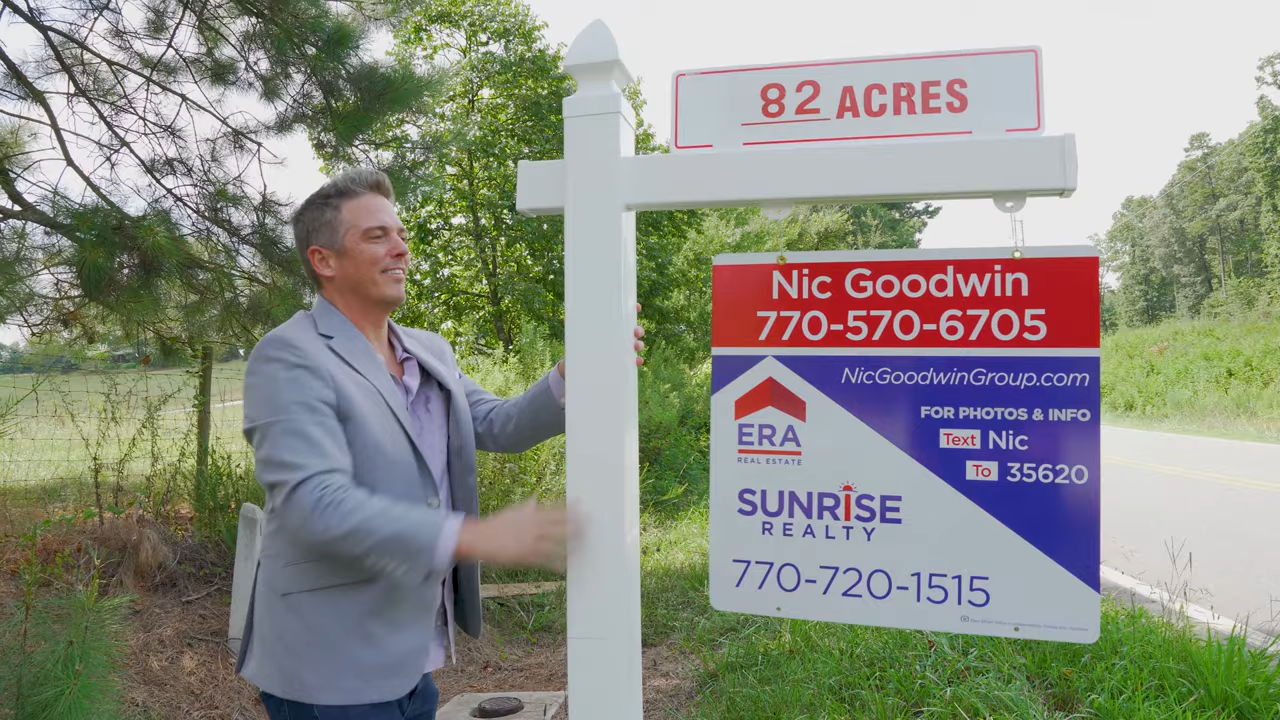 82 ACRES
Nic Goodwin
770-570-6705
NicGoodwinGroup.com
FOR PHOTOS & INFO
Text Nic
To 35620
ERA
REAL ESTATE
SUNRISE
REALTY
770-720-1515